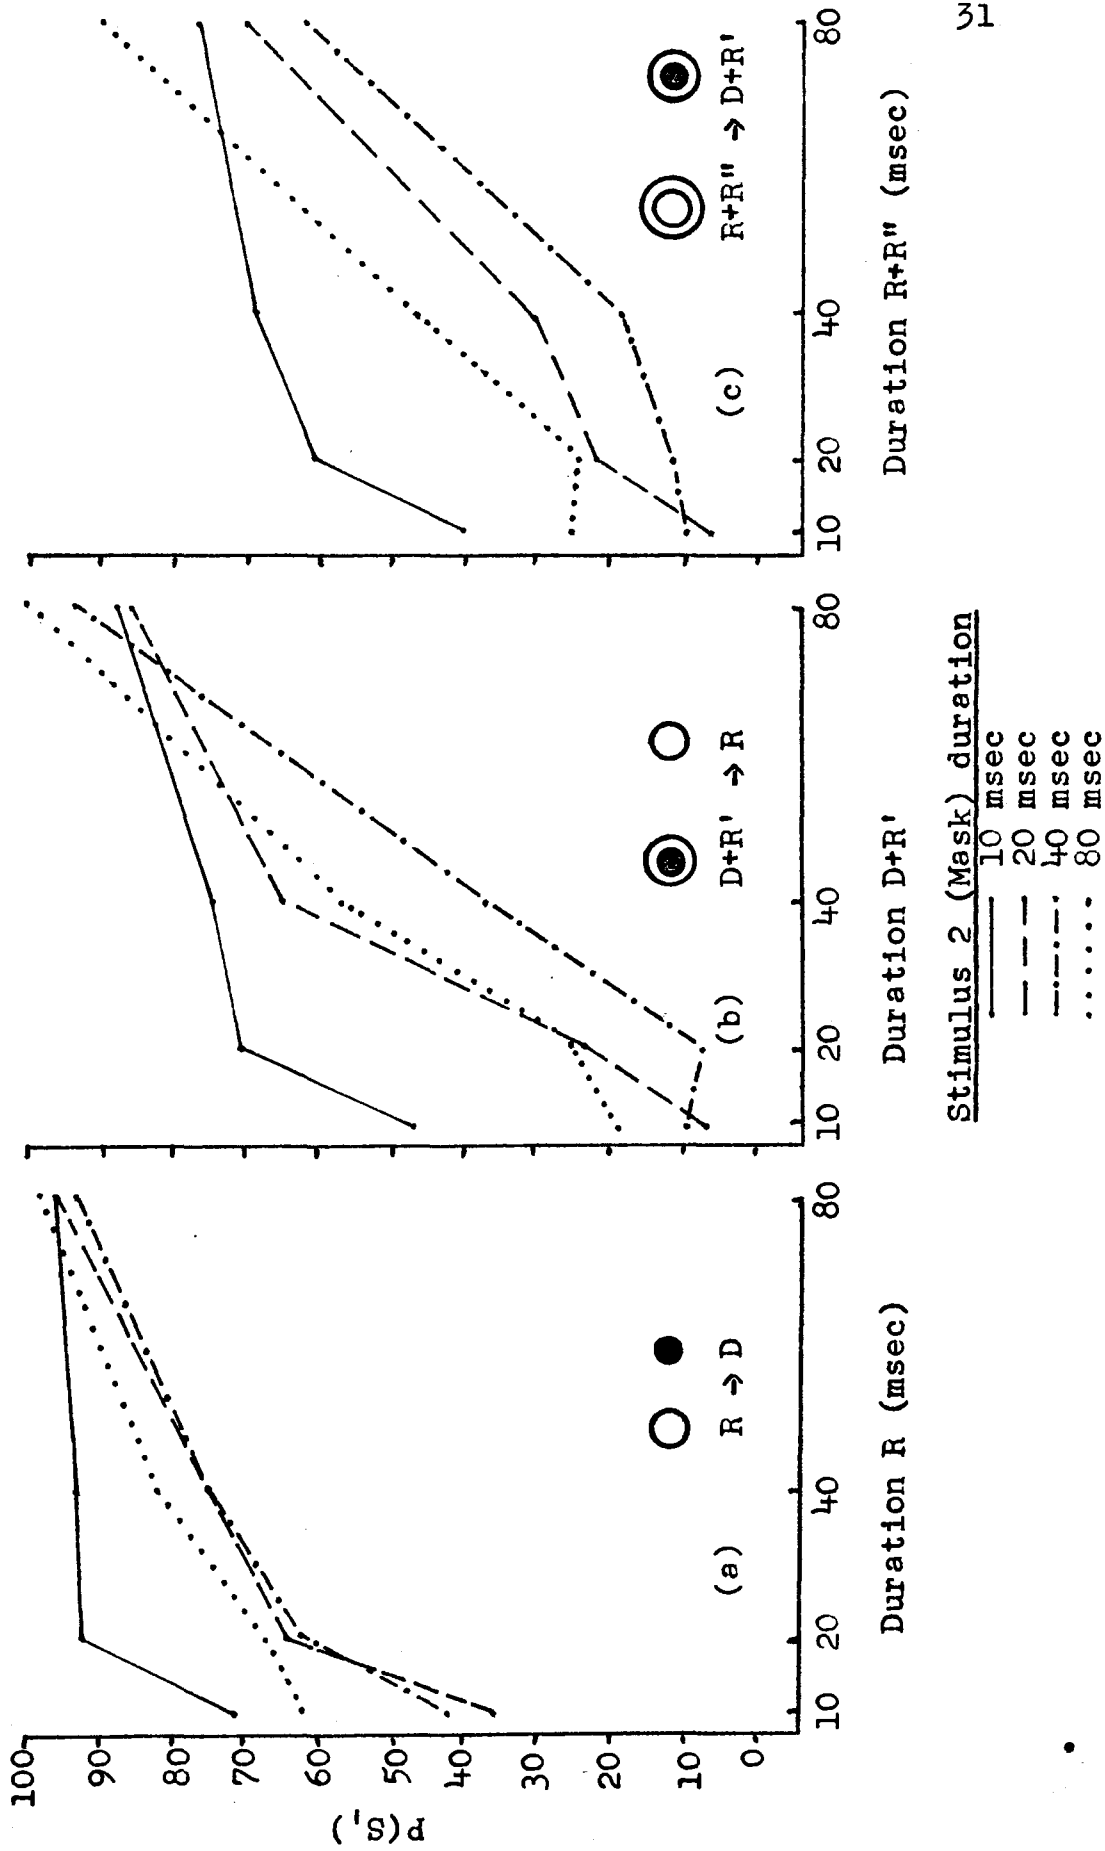 31
P(S₁)
100
90
80
70
60
50
40
30
20
10
0
(a)
R → D
10 20 40 80
Duration R (msec)
(b)
D+R' → R
10 20 40 80
Duration D+R'
(c)
R+R" → D+R'
10 20 40 80
Duration R+R" (msec)
Stimulus 2 (Mask) duration
10 msec
20 msec
40 msec
80 msec